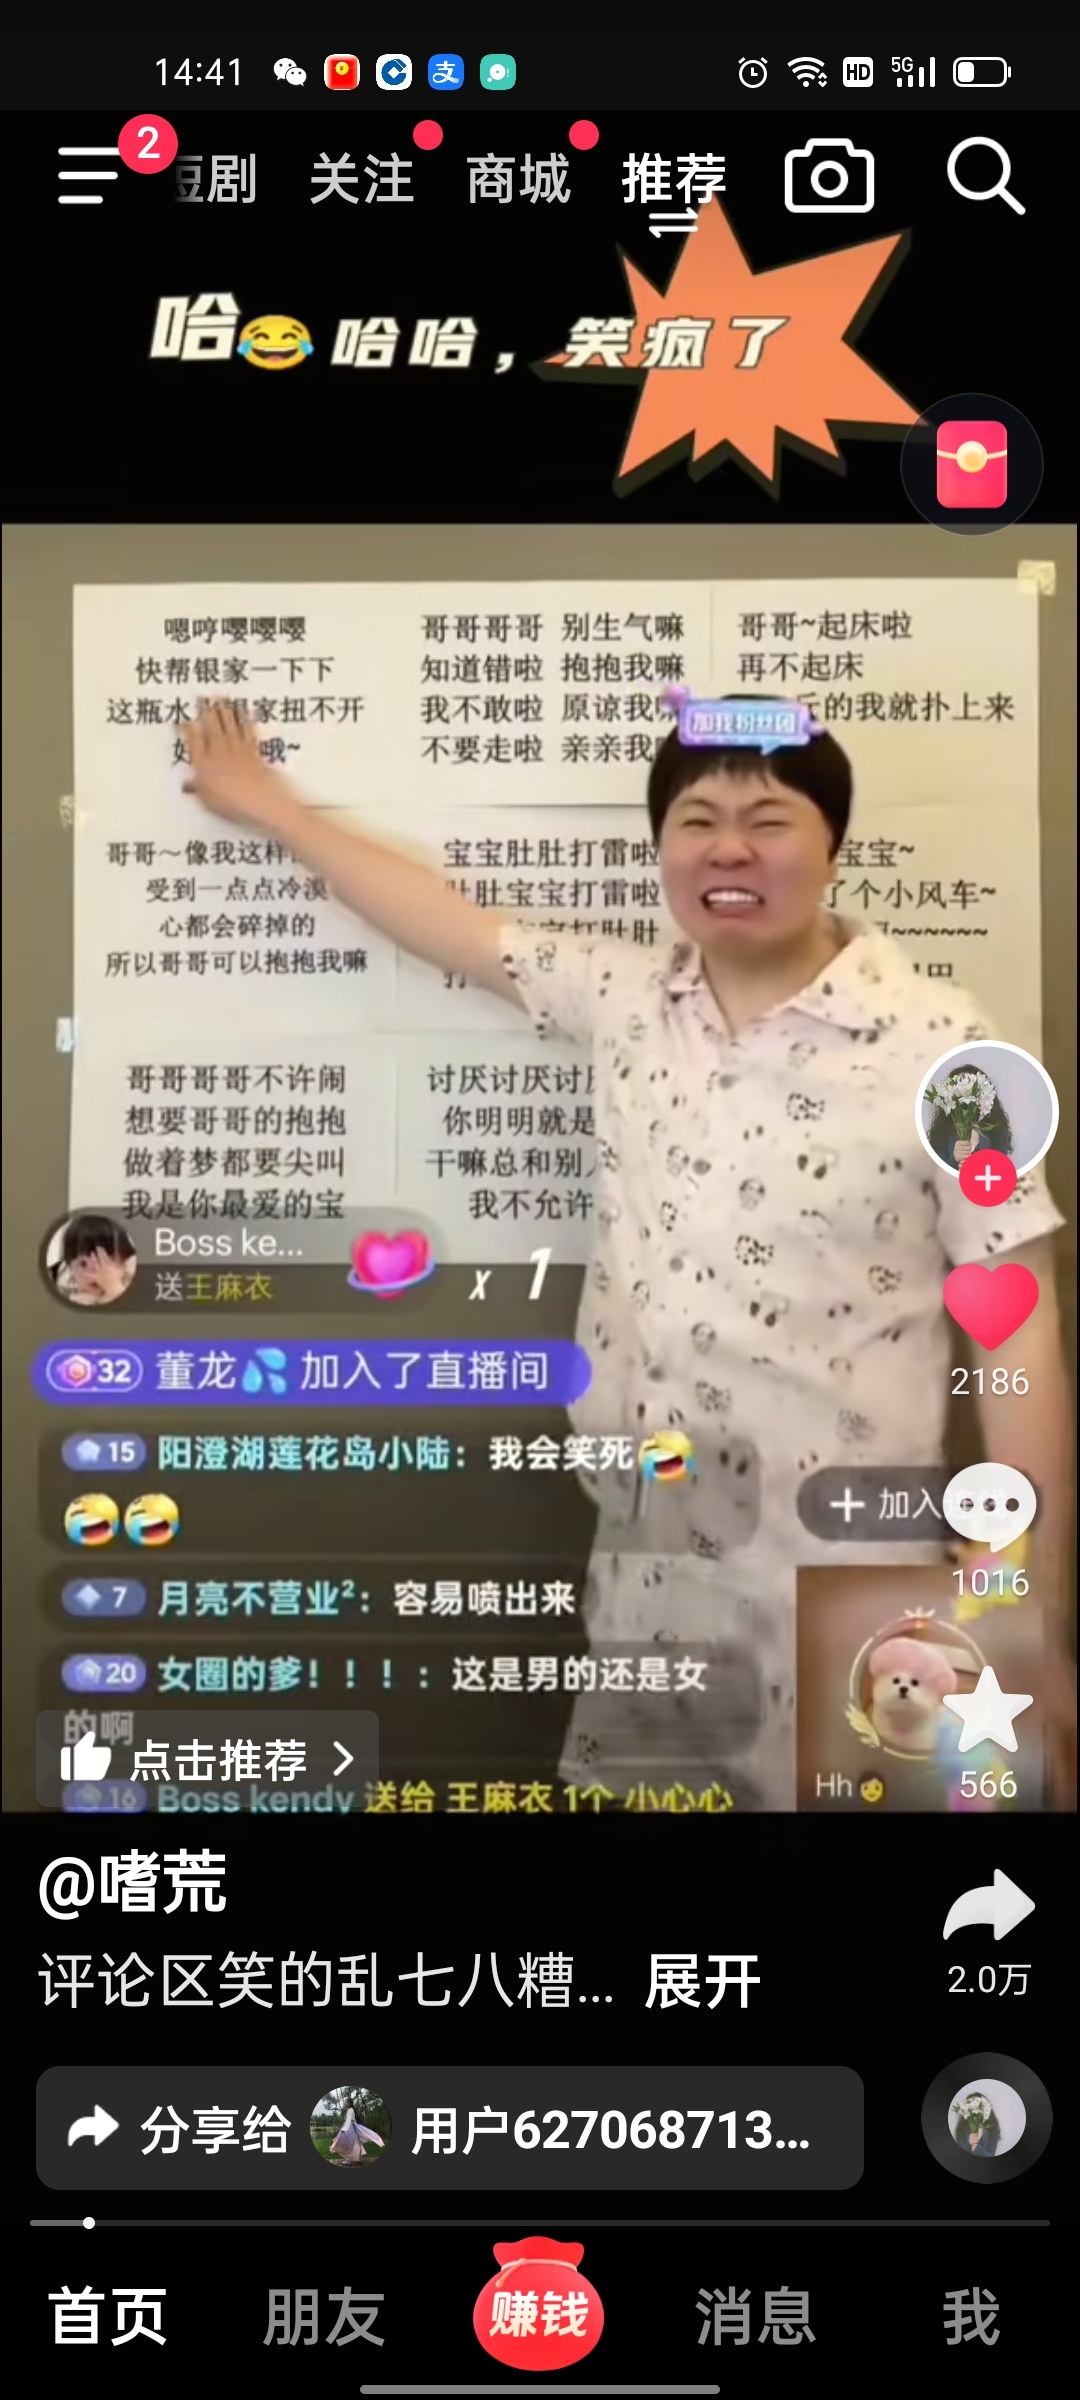 14:41
HD
5G
2
短剧 关注 商城 推荐
哈😂哈哈，笑疯了
嗯哼嘤嘤嘤
快帮银家一下下
这瓶水 家扭不开
哦~
哥哥哥哥 别生气嘛
知道错啦 抱抱我嘛
我不敢啦 原谅我
不要走啦 亲亲我
哥哥~起床啦
再不起床
的我就扑上来
加我粉丝团
哥哥～像我这样
受到一点点冷漠
心都会碎掉的
所以哥哥可以抱抱我嘛
宝宝肚肚打雷啦
肚肚宝宝打雷啦
宝宝~
了个小风车~
~~~~~~
哥哥哥哥不许闹
想要哥哥的抱抱
做着梦都要尖叫
我是你最爱的宝
讨厌讨厌讨厌
你明明就是
干嘛总和别人
我不允许
Boss ke...
送王麻衣
x 1
32 董龙💦 加入了直播间
15 阳澄湖莲花岛小陆：我会笑死🤣
🤣🤣
7 月亮不营业²：容易喷出来
20 女圈的爹！！！：这是男的还是女
的啊
16 Boss kendy 送给 王麻衣 1个 小心心
点击推荐
加入连线
Hh
2186
1016
566
2.0万
@嗜荒
评论区笑的乱七八糟... 展开
分享给 用户627068713...
首页 朋友 赚钱 消息 我